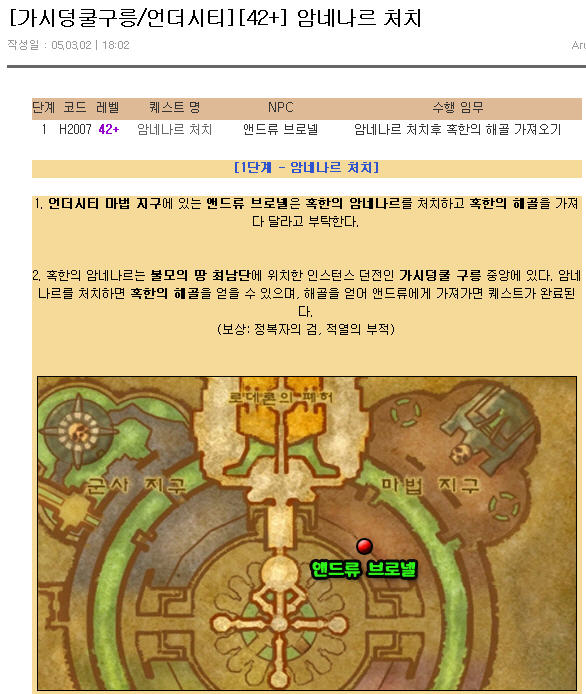 [가시덩쿨구릉/언더시티][42+] 암네나르 처치
작성일 : 05,03,02 | 18:02
단계 코드 레벨 퀘스트 명 NPC 수행 임무
1 H2007 42+ 암네나르 처치 앤드류 브로넬 암네나르 처치후 혹한의 해골 가져오기
[1단계 - 암네나르 처치]
1. 언더시티 마법 지구에 있는 앤드류 브로넬은 혹한의 암네나르를 처치하고 혹한의 해골을 가져
다 달라고 부탁한다.
2. 혹한의 암네나르는 불모의 땅 최남단에 위치한 인스턴스 던전인 가시덩쿨 구릉 중앙에 있다. 암네
나르를 처치하면 혹한의 해골을 얻을 수 있으며, 해골을 얻어 앤드류에게 가져가면 퀘스트가 완료된
다.
(보상: 정복자의 검, 적열의 부적)
로데론의 폐허
군사 지구
마법 지구
앤드류 브로넬